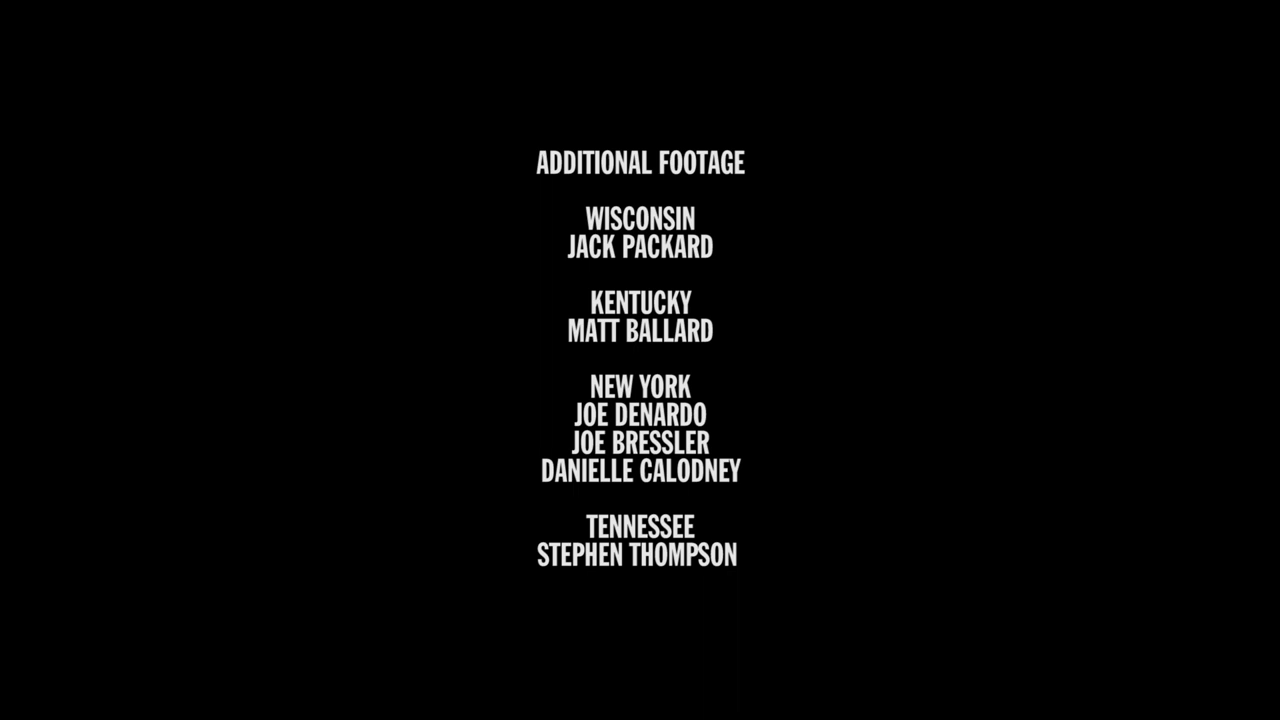 ADDITIONAL FOOTAGE
WISCONSIN
JACK PACKARD
KENTUCKY
MATT BALLARD
NEW YORK
JOE DENARDO
JOE BRESSLER
DANIELLE CALODNEY
TENNESSEE
STEPHEN THOMPSON